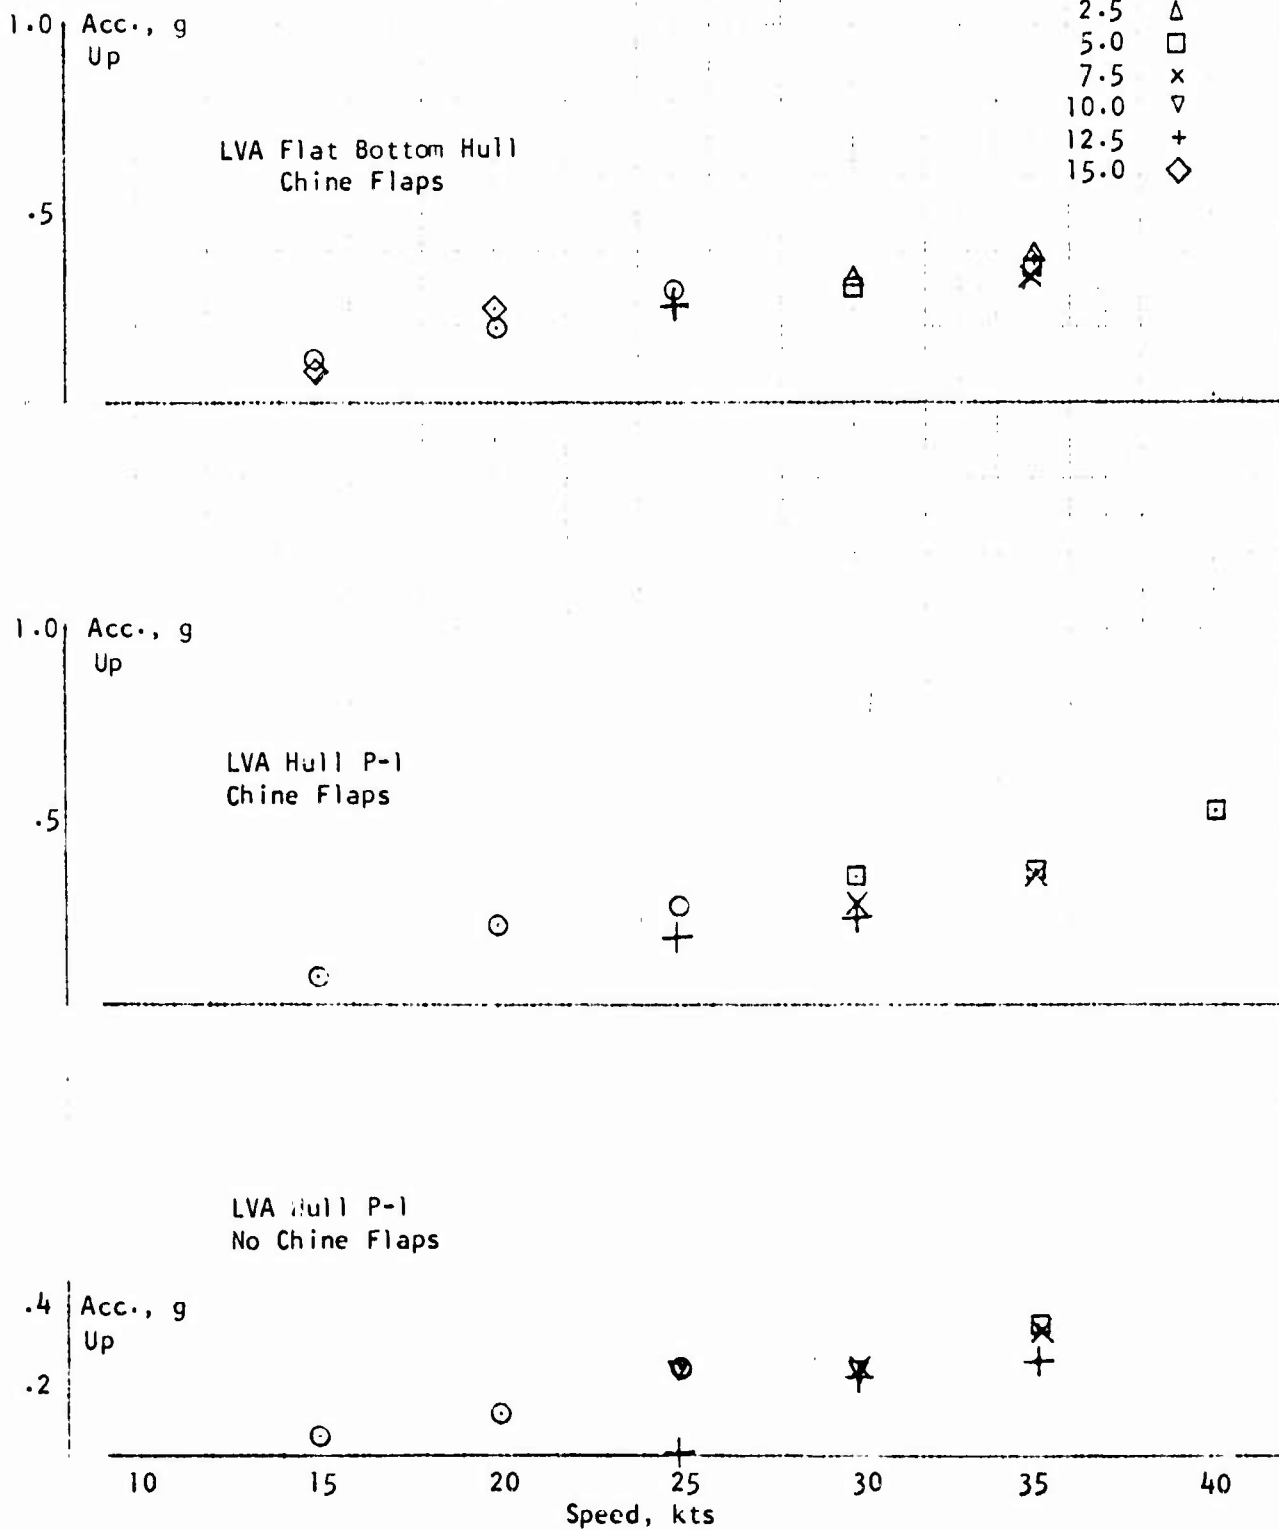 1.0 Acc., g
Up
2.5
5.0
7.5
10.0
12.5
15.0
LVA Flat Bottom Hull
Chine Flaps
.5
1.0 Acc., g
Up
LVA Hull P-1
Chine Flaps
.5
LVA Hull P-1
No Chine Flaps
.4 Acc., g
Up
.2
10 15 20 25 30 35 40
Speed, kts